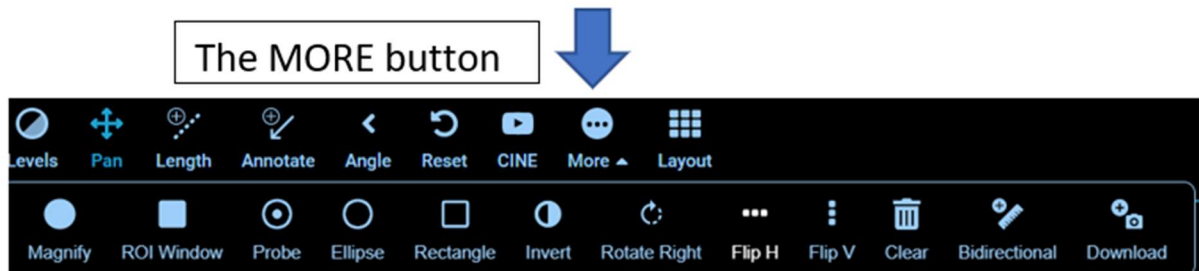 The MORE button
Levels Pan Length Annotate Angle Reset CINE More Layout
Magnify ROI Window Probe Ellipse Rectangle Invert Rotate Right Flip H Flip V Clear Bidirectional Download